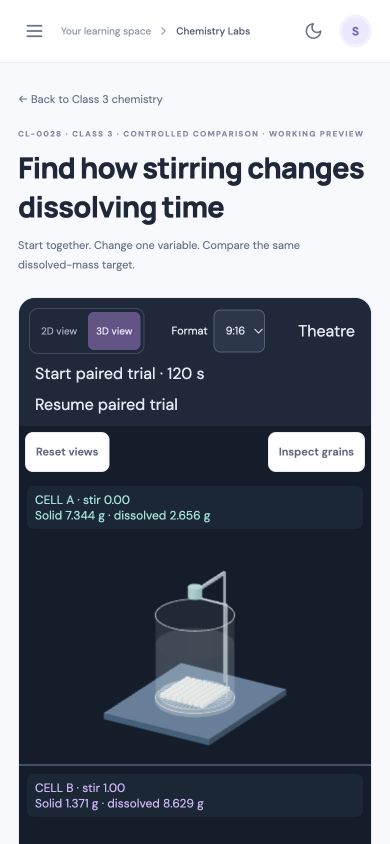 Your learning space > Chemistry Labs
S
← Back to Class 3 chemistry
CL-0028 · CLASS 3 · CONTROLLED COMPARISON · WORKING PREVIEW
Find how stirring changes
dissolving time
Start together. Change one variable. Compare the same
dissolved-mass target.
2D view 3D view Format 9:16 Theatre
Start paired trial · 120 s
Resume paired trial
Reset views Inspect grains
CELL A · stir 0.00
Solid 7.344 g · dissolved 2.656 g
CELL B · stir 1.00
Solid 1.371 g · dissolved 8.629 g